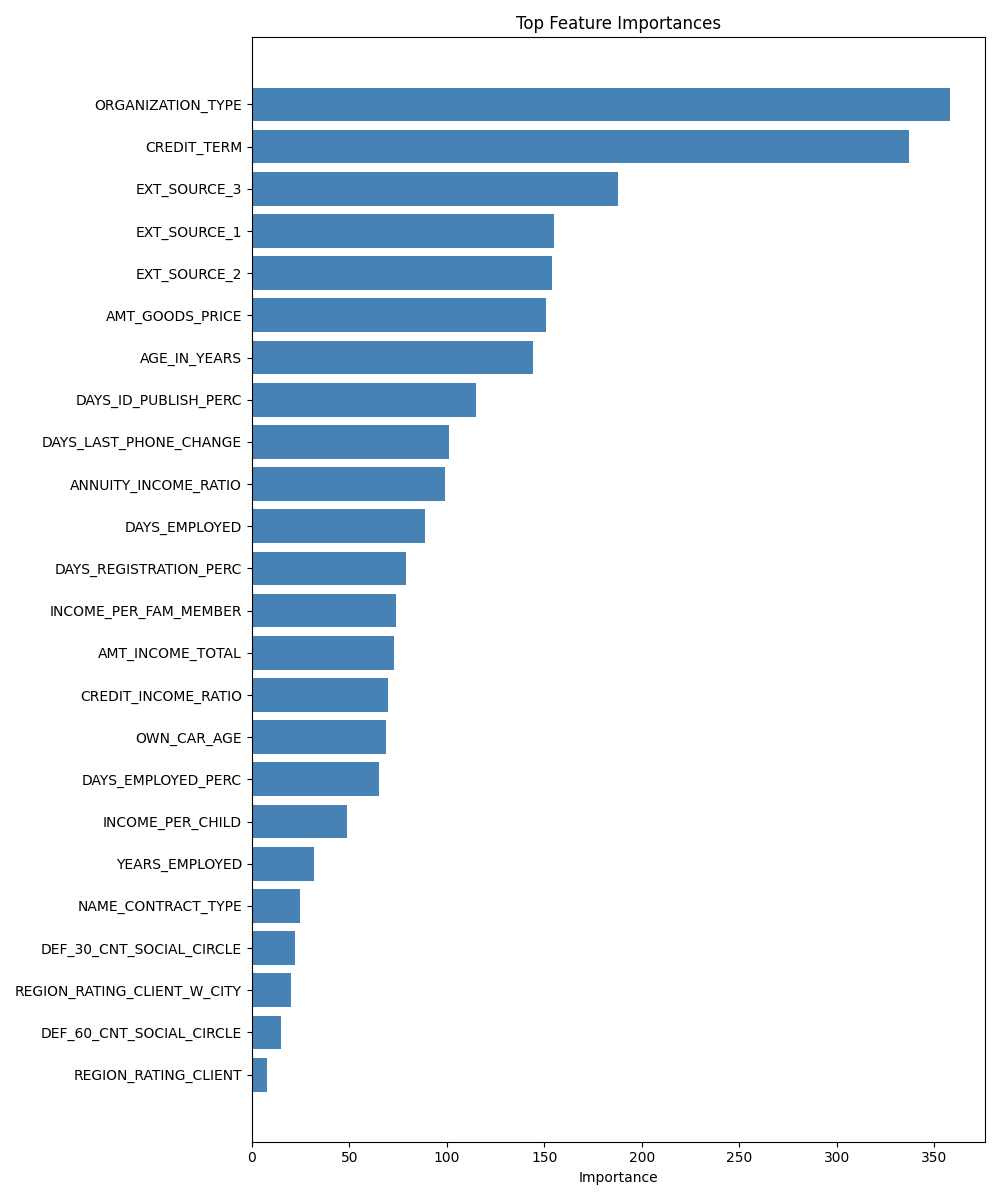 Top Feature Importances
ORGANIZATION_TYPE
CREDIT_TERM
EXT_SOURCE_3
EXT_SOURCE_1
EXT_SOURCE_2
AMT_GOODS_PRICE
AGE_IN_YEARS
DAYS_ID_PUBLISH_PERC
DAYS_LAST_PHONE_CHANGE
ANNUITY_INCOME_RATIO
DAYS_EMPLOYED
DAYS_REGISTRATION_PERC
INCOME_PER_FAM_MEMBER
AMT_INCOME_TOTAL
CREDIT_INCOME_RATIO
OWN_CAR_AGE
DAYS_EMPLOYED_PERC
INCOME_PER_CHILD
YEARS_EMPLOYED
NAME_CONTRACT_TYPE
DEF_30_CNT_SOCIAL_CIRCLE
REGION_RATING_CLIENT_W_CITY
DEF_60_CNT_SOCIAL_CIRCLE
REGION_RATING_CLIENT
0 50 100 150 200 250 300 350
Importance